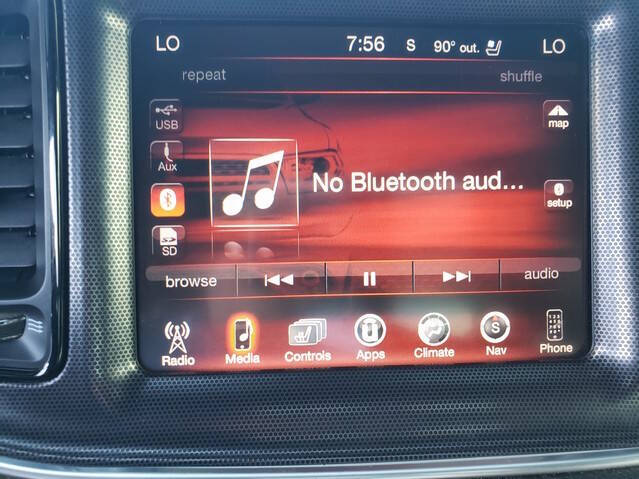 LO 7:56 S 90° out. LO
repeat shuffle
USB map
Aux
No Bluetooth aud...
setup
SD
browse audio
Radio Media Controls Apps Climate Nav Phone
S